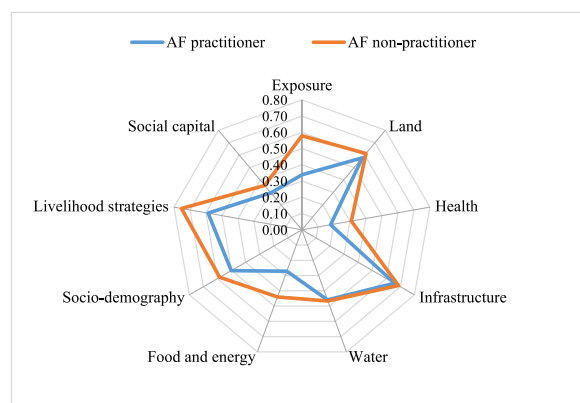 AF practitioner
AF non-practitioner
Exposure
0.80
0.70
0.60
0.50
0.40
0.30
0.20
0.10
0.00
Land
Health
Infrastructure
Water
Food and energy
Socio-demography
Livelihood strategies
Social capital